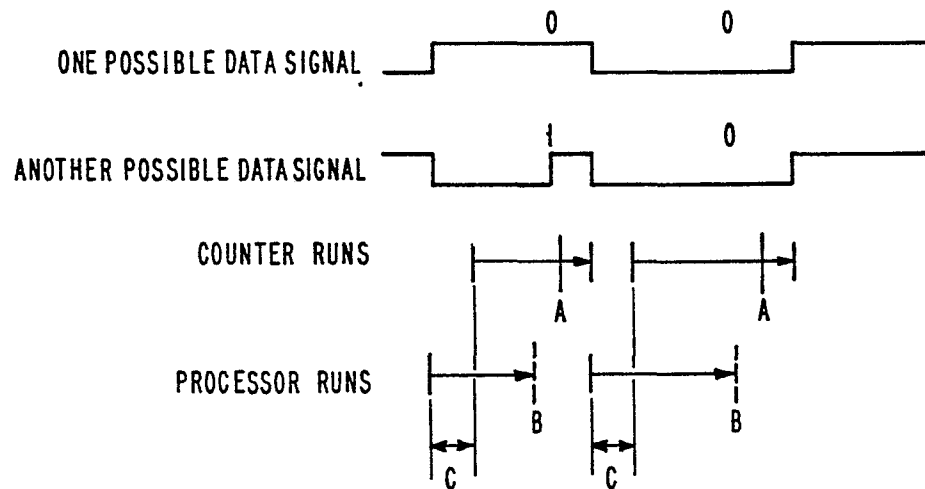 0 0
ONE POSSIBLE DATA SIGNAL
1 0
ANOTHER POSSIBLE DATA SIGNAL
COUNTER RUNS
A A
PROCESSOR RUNS
B B
C C